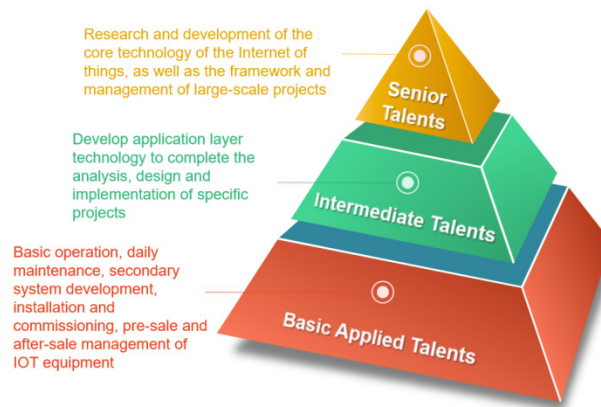 Research and development of the
core technology of the Internet of
things, as well as the framework and
management of large-scale projects
Senior
Talents
Develop application layer
technology to complete the
analysis, design and
implementation of specific
projects
Intermediate Talents
Basic operation, daily
maintenance, secondary
system development,
installation and
commissioning, pre-sale and
after-sale management of
IOT equipment
Basic Applied Talents